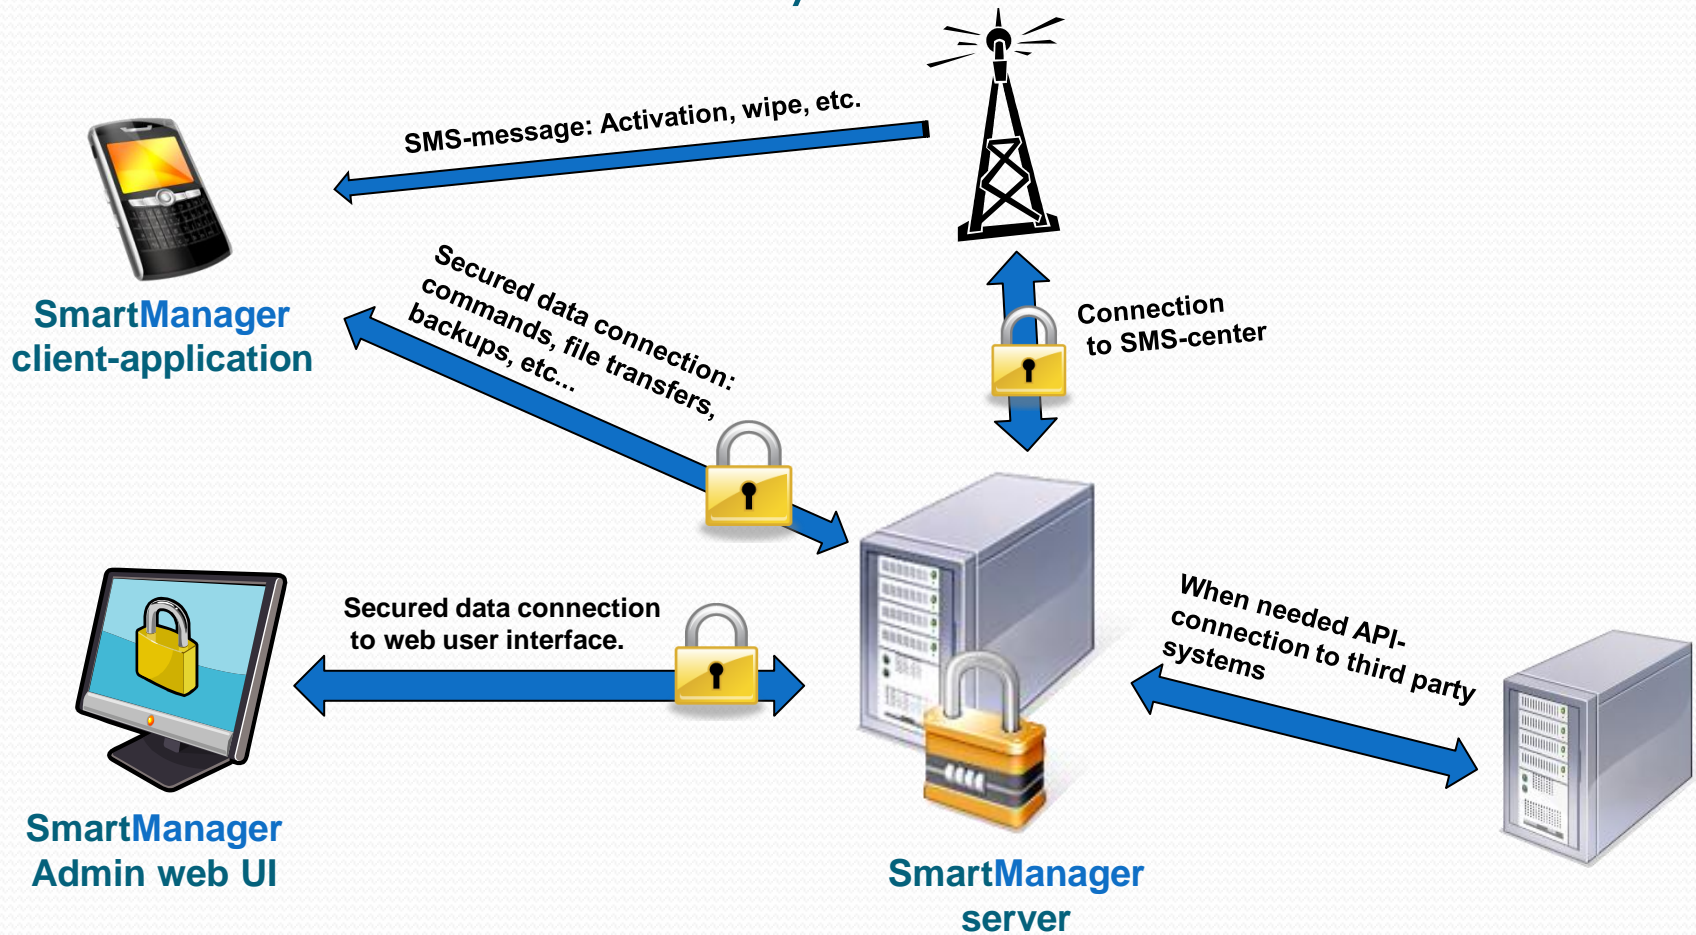 SMS-message: Activation, wipe, etc.
SmartManager
client-application
Secured data connection:
commands, file transfers,
backups, etc...
Connection
to SMS-center
Secured data connection
to web user interface.
When needed API-
connection to third party
systems
SmartManager
Admin web UI
SmartManager
server